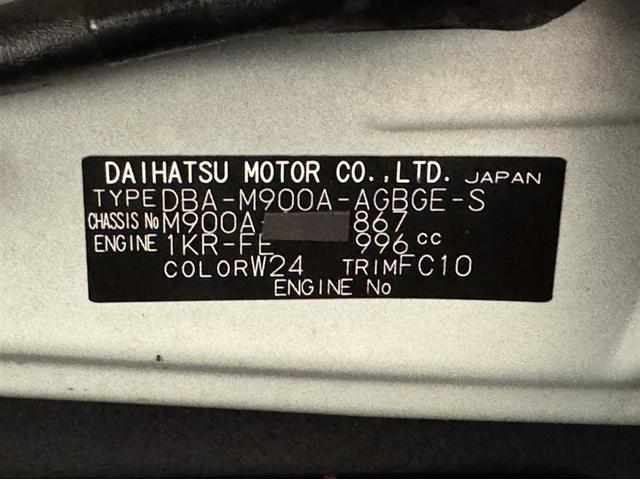 DAIHATSU MOTOR CO.,LTD. JAPAN
TYPE DBA-M900A-AGBGE-S
CHASSIS No M900A- 867
ENGINE 1KR-FE 996 cc
COLOR W24 TRIM FC10
ENGINE No